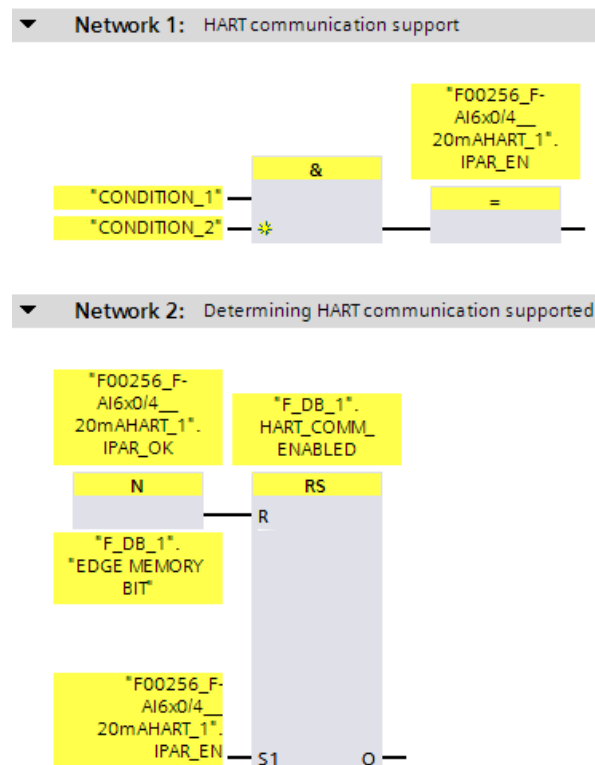 Network 1: HART communication support
"F00256_F-
AI6x0/4__
20mAHART_1".
IPAR_EN
&
"CONDITION_1"
=
"CONDITION_2"
Network 2: Determining HART communication supported
"F00256_F-
AI6x0/4__
20mAHART_1".
IPAR_OK
"F_DB_1".
HART_COMM_
ENABLED
N
RS
R
"F_DB_1".
"EDGE MEMORY
BIT"
"F00256_F-
AI6x0/4__
20mAHART_1".
IPAR_EN
S1 Q